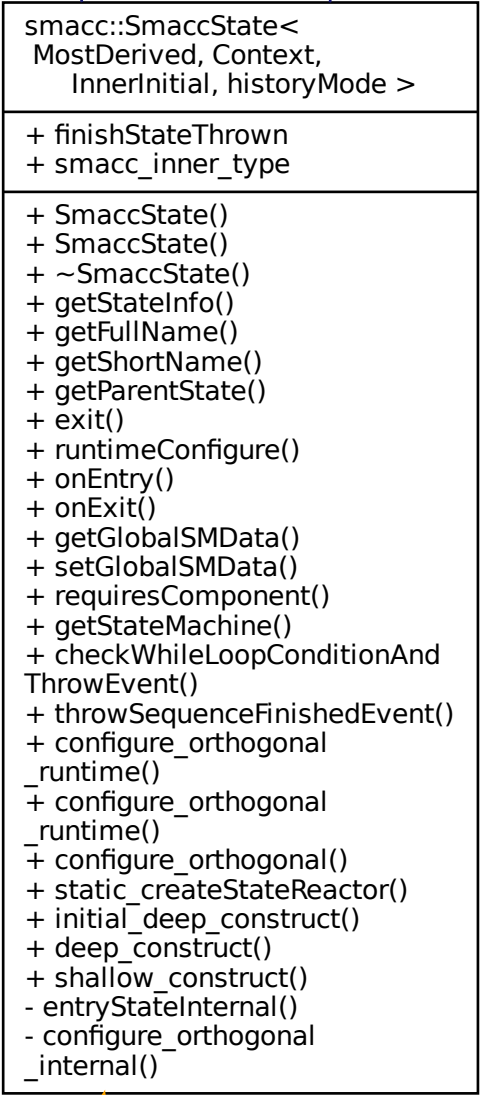 smacc::SmaccState<
MostDerived, Context,
InnerInitial, historyMode >
+ finishStateThrown
+ smacc_inner_type
+ SmaccState()
+ SmaccState()
+ ~SmaccState()
+ getStateInfo()
+ getFullName()
+ getShortName()
+ getParentState()
+ exit()
+ runtimeConfigure()
+ onEntry()
+ onExit()
+ getGlobalSMData()
+ setGlobalSMData()
+ requiresComponent()
+ getStateMachine()
+ checkWhileLoopConditionAnd
ThrowEvent()
+ throwSequenceFinishedEvent()
+ configure_orthogonal
_runtime()
+ configure_orthogonal
_runtime()
+ configure_orthogonal()
+ static_createStateReactor()
+ initial_deep_construct()
+ deep_construct()
+ shallow_construct()
- entryStateInternal()
- configure_orthogonal
_internal()